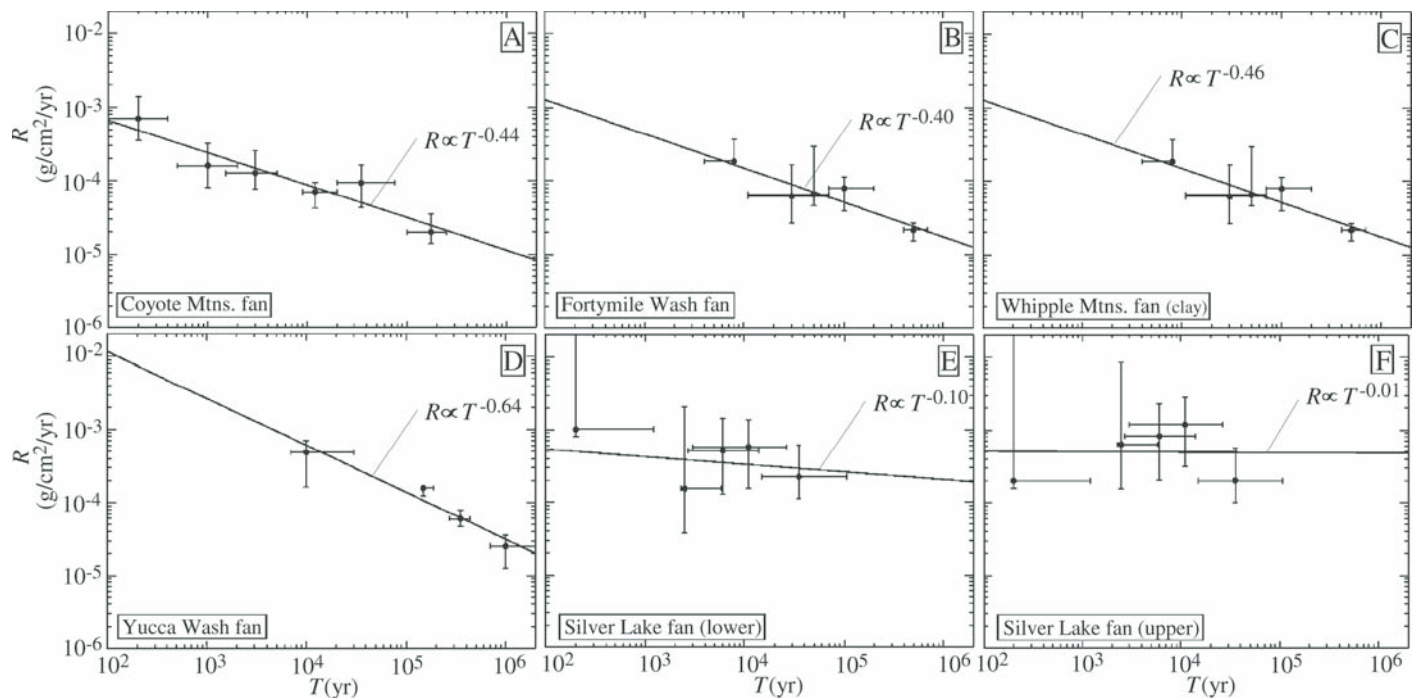 A
B
C
10⁻²
10⁻³
10⁻⁴
10⁻⁵
10⁻⁶
R
(g/cm²/yr)
R∝T⁻⁰·⁴⁴
R∝T⁻⁰·⁴⁰
R∝T⁻⁰·⁴⁶
Coyote Mtns. fan
Fortymile Wash fan
Whipple Mtns. fan (clay)
D
E
F
10⁻²
10⁻³
10⁻⁴
10⁻⁵
10⁻⁶
R
(g/cm²/yr)
R∝T⁻⁰·⁶⁴
R∝T⁻⁰·¹⁰
R∝T⁻⁰·⁰¹
Yucca Wash fan
Silver Lake fan (lower)
Silver Lake fan (upper)
10² 10³ 10⁴ 10⁵ 10⁶
10³ 10⁴ 10⁵ 10⁶
10³ 10⁴ 10⁵ 10⁶
T(yr)
T(yr)
T(yr)